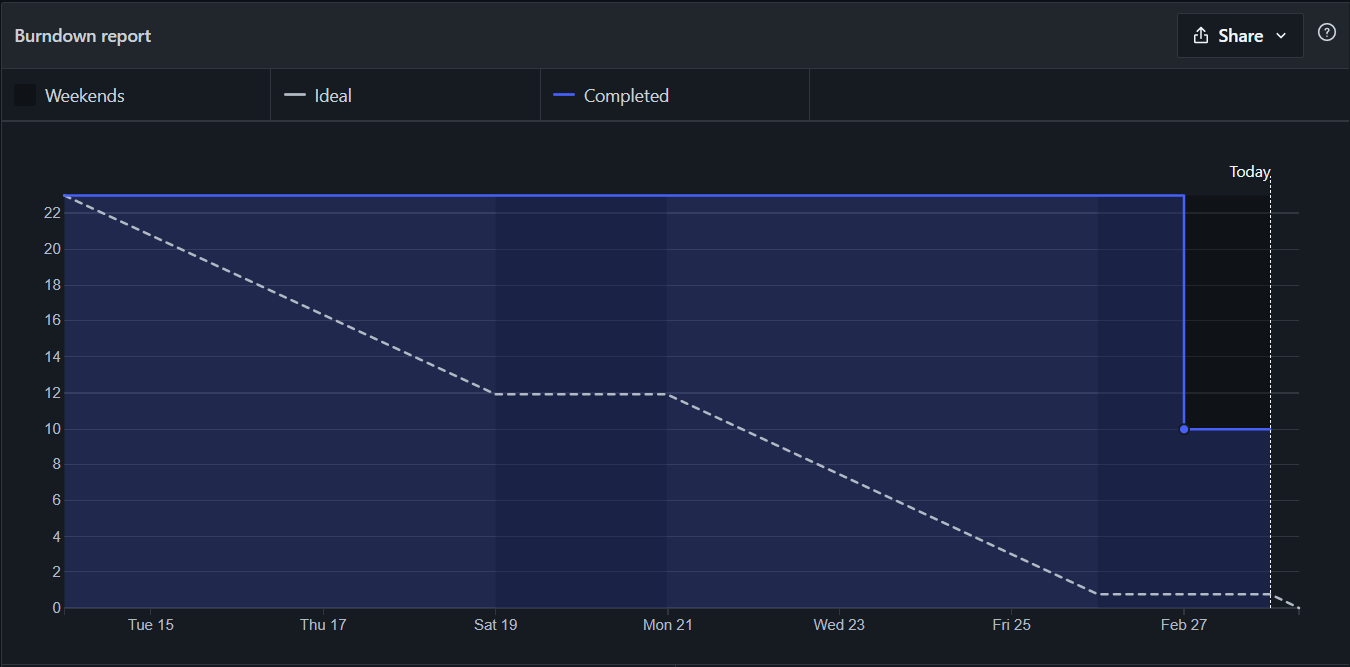 Burndown report
Share
?
Weekends
Ideal
Completed
Today
22
20
18
16
14
12
10
8
6
4
2
0
Tue 15
Thu 17
Sat 19
Mon 21
Wed 23
Fri 25
Feb 27